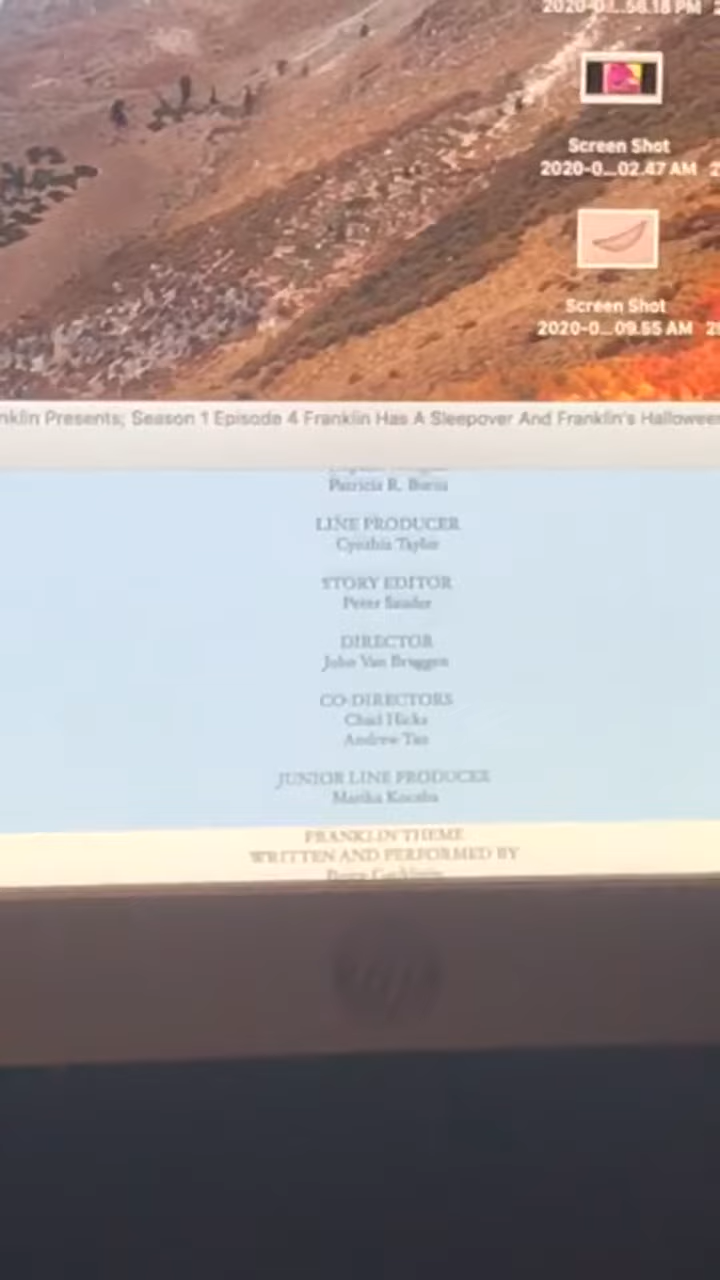 Screen Shot
2020-0...02.47 AM
Screen Shot
2020-0...09.55 AM
nklin Presents; Season 1 Episode 4 Franklin Has A Sleepover And Franklin's Hallowee
Patricia R. Burns
LINE PRODUCER
Cynthia Taylor
STORY EDITOR
Peter Sauder
DIRECTOR
John Van Bruggen
CO-DIRECTORS
Chad Hicks
Andrew Tan
JUNIOR LINE PRODUCER
Marika Kocaba
FRANKLIN THEME
WRITTEN AND PERFORMED BY